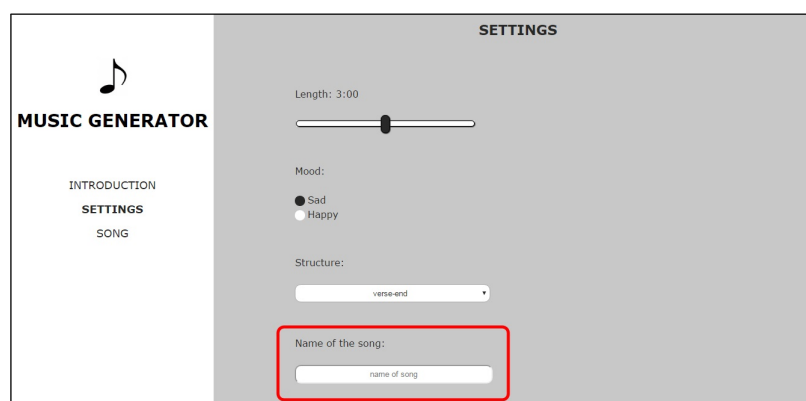 MUSIC GENERATOR
INTRODUCTION
SETTINGS
SONG
SETTINGS
Length: 3:00
Mood:
Sad
Happy
Structure:
verse-end
Name of the song:
name of song